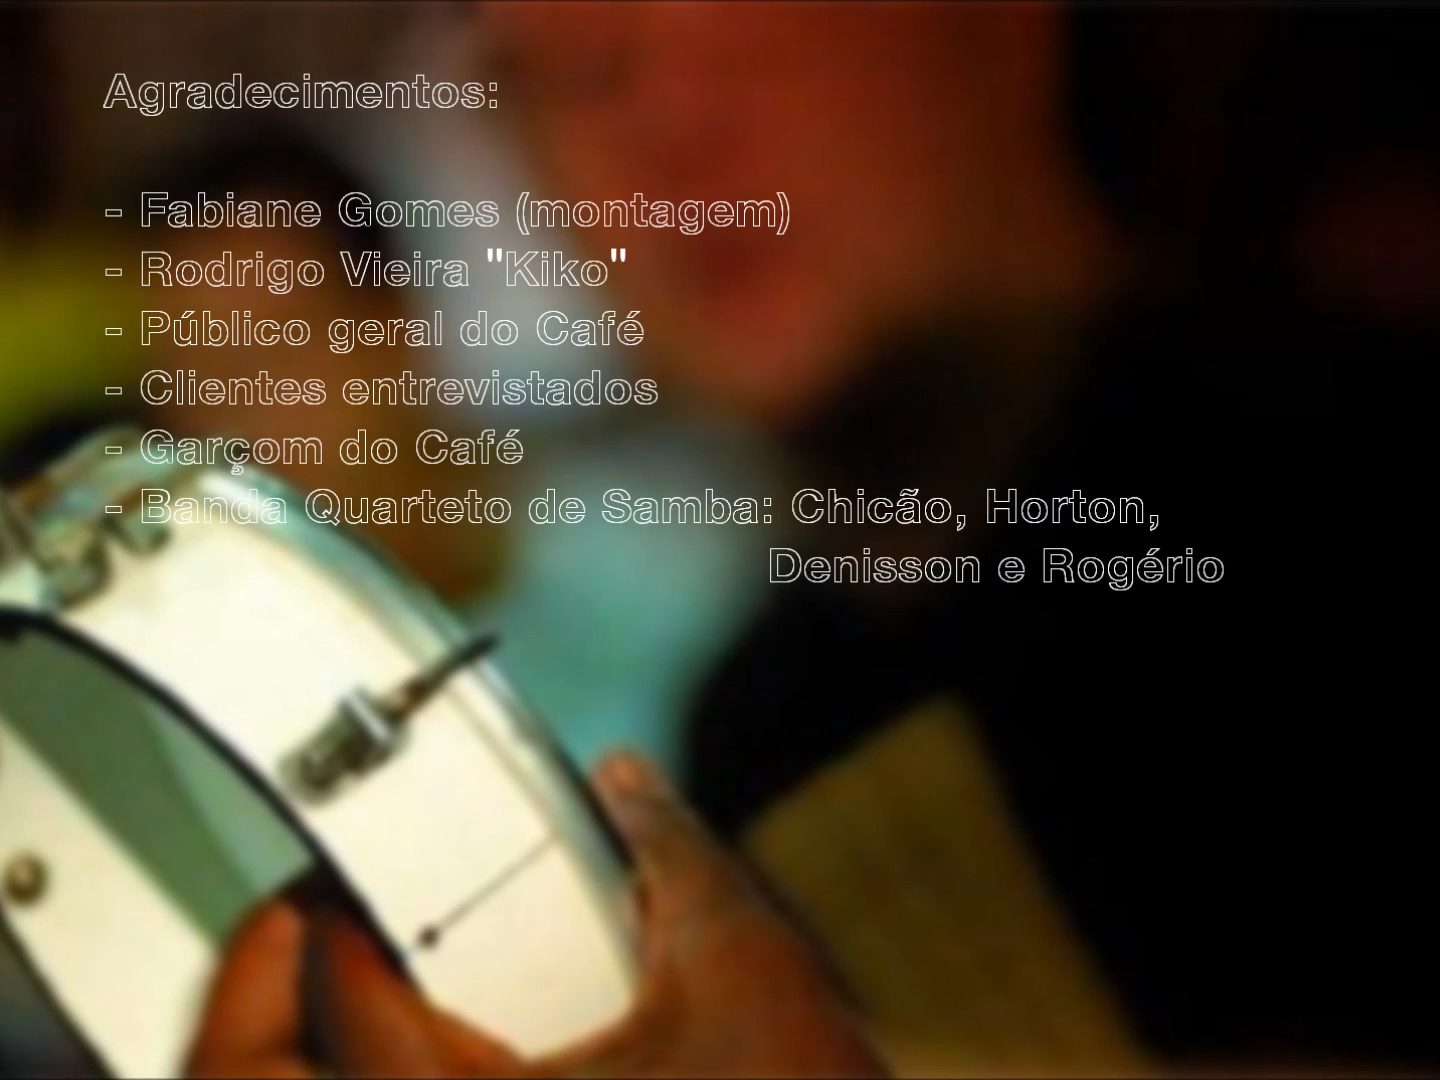 Agradecimentos:
- Fabiane Gomes (montagem)
- Rodrigo Vieira "Kiko"
- Público geral do Café
- Clientes entrevistados
- Garçom do Café
- Banda Quarteto de Samba: Chicão, Horton,
Denisson e Rogério